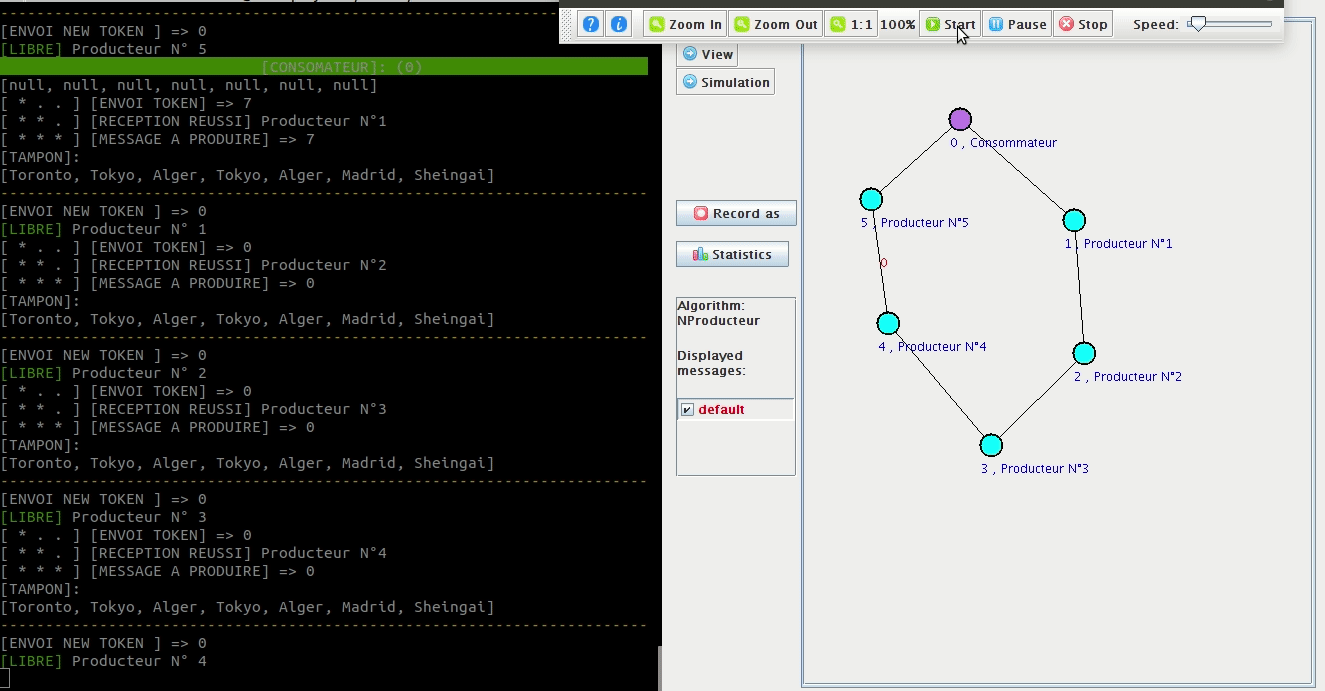 [ENVOI NEW TOKEN ] => 0
[LIBRE] Producteur N° 5
[CONSOMATEUR]: (0)
[null, null, null, null, null, null, null]
[ * . . ] [ENVOI TOKEN] => 7
[ * * . ] [RECEPTION REUSSI] Producteur N°1
[ * * * ] [MESSAGE A PRODUIRE] => 7
[TAMPON]:
[Toronto, Tokyo, Alger, Tokyo, Alger, Madrid, Sheingai]
[ENVOI NEW TOKEN ] => 0
[LIBRE] Producteur N° 1
[ * . . ] [ENVOI TOKEN] => 0
[ * * . ] [RECEPTION REUSSI] Producteur N°2
[ * * * ] [MESSAGE A PRODUIRE] => 0
[TAMPON]:
[Toronto, Tokyo, Alger, Tokyo, Alger, Madrid, Sheingai]
[ENVOI NEW TOKEN ] => 0
[LIBRE] Producteur N° 2
[ * . . ] [ENVOI TOKEN] => 0
[ * * . ] [RECEPTION REUSSI] Producteur N°3
[ * * * ] [MESSAGE A PRODUIRE] => 0
[TAMPON]:
[Toronto, Tokyo, Alger, Tokyo, Alger, Madrid, Sheingai]
[ENVOI NEW TOKEN ] => 0
[LIBRE] Producteur N° 3
[ * . . ] [ENVOI TOKEN] => 0
[ * * . ] [RECEPTION REUSSI] Producteur N°4
[ * * * ] [MESSAGE A PRODUIRE] => 0
[TAMPON]:
[Toronto, Tokyo, Alger, Tokyo, Alger, Madrid, Sheingai]
[ENVOI NEW TOKEN ] => 0
[LIBRE] Producteur N° 4
Zoom In Zoom Out 1:1 100% Start Pause Stop Speed:
View
Simulation
Record as
Statistics
Algorithm:
NProducteur
Displayed
messages:
default
0 , Consommateur
5 , Producteur N°5
1 , Producteur N°1
0
4 , Producteur N°4
2 , Producteur N°2
3 , Producteur N°3